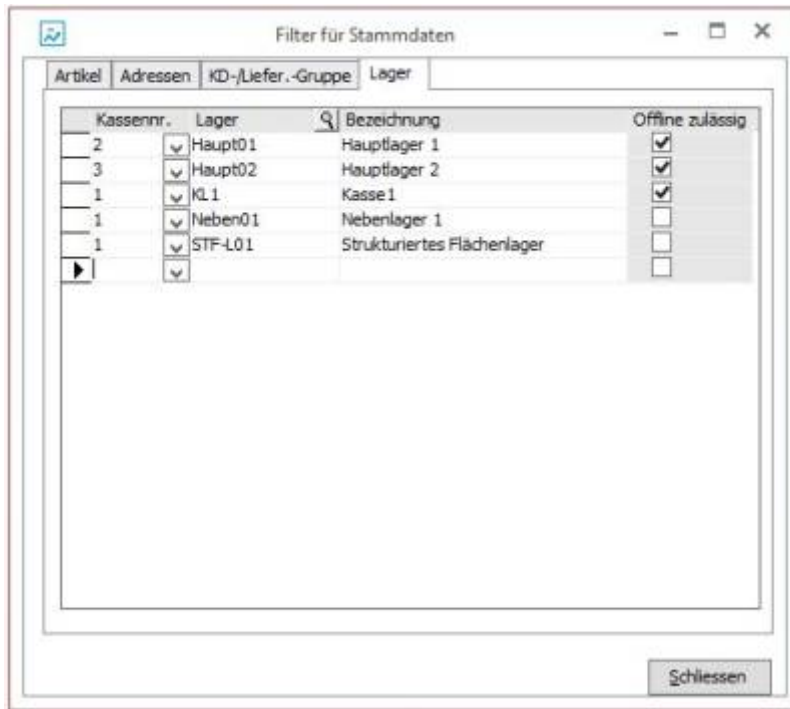 Filter für Stammdaten
Artikel Adressen KD-/Liefer.-Gruppe Lager
Kassennr. Lager Bezeichnung Offline zulässig
2 Haupt01 Hauptlager 1
3 Haupt02 Hauptlager 2
1 KL1 Kasse1
1 Neben01 Nebenlager 1
1 STF-L01 Strukturiertes Flächenlager
Schliessen